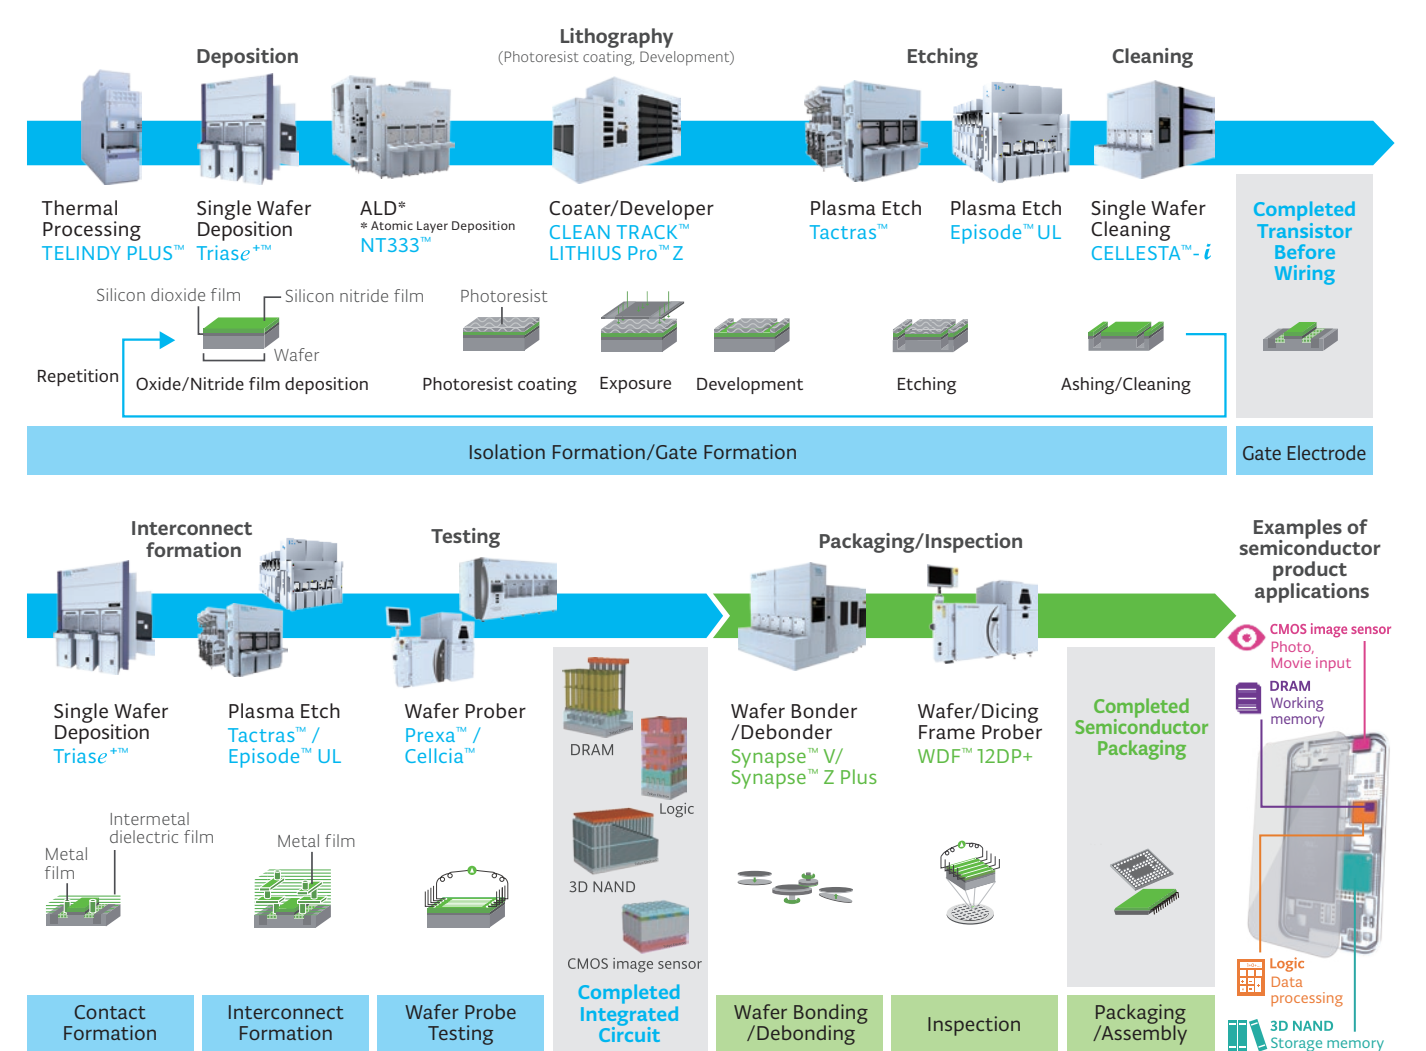 Deposition
Lithography
(Photoresist coating, Development)
Etching
Cleaning
Thermal
Processing
TELINDY PLUS™
Single Wafer
Deposition
Triase+™
ALD*
* Atomic Layer Deposition
NT333™
Coater/Developer
CLEAN TRACK™
LITHIUS Pro™ Z
Plasma Etch
Tactras™
Plasma Etch
Episode™ UL
Single Wafer
Cleaning
CELLESTA™-i
Completed
Transistor
Before
Wiring
Silicon dioxide film
Silicon nitride film
Wafer
Photoresist
Repetition
Oxide/Nitride film deposition
Photoresist coating
Exposure
Development
Etching
Ashing/Cleaning
Isolation Formation/Gate Formation
Gate Electrode
Interconnect
formation
Testing
Packaging/Inspection
Examples of
semiconductor
product
applications
Single Wafer
Deposition
Triase+™
Plasma Etch
Tactras™ /
Episode™ UL
Wafer Prober
Prexa™ /
Cellcia™
DRAM
Logic
3D NAND
CMOS image sensor
Completed
Integrated
Circuit
Wafer Bonder
/Debonder
Synapse™ V/
Synapse™ Z Plus
Wafer/Dicing
Frame Prober
WDF™ 12DP+
Completed
Semiconductor
Packaging
CMOS image sensor
Photo,
Movie input
DRAM
Working
memory
Logic
Data
processing
3D NAND
Storage memory
Metal
film
Intermetal
dielectric film
Metal film
Contact
Formation
Interconnect
Formation
Wafer Probe
Testing
Wafer Bonding
/Debonding
Inspection
Packaging
/Assembly